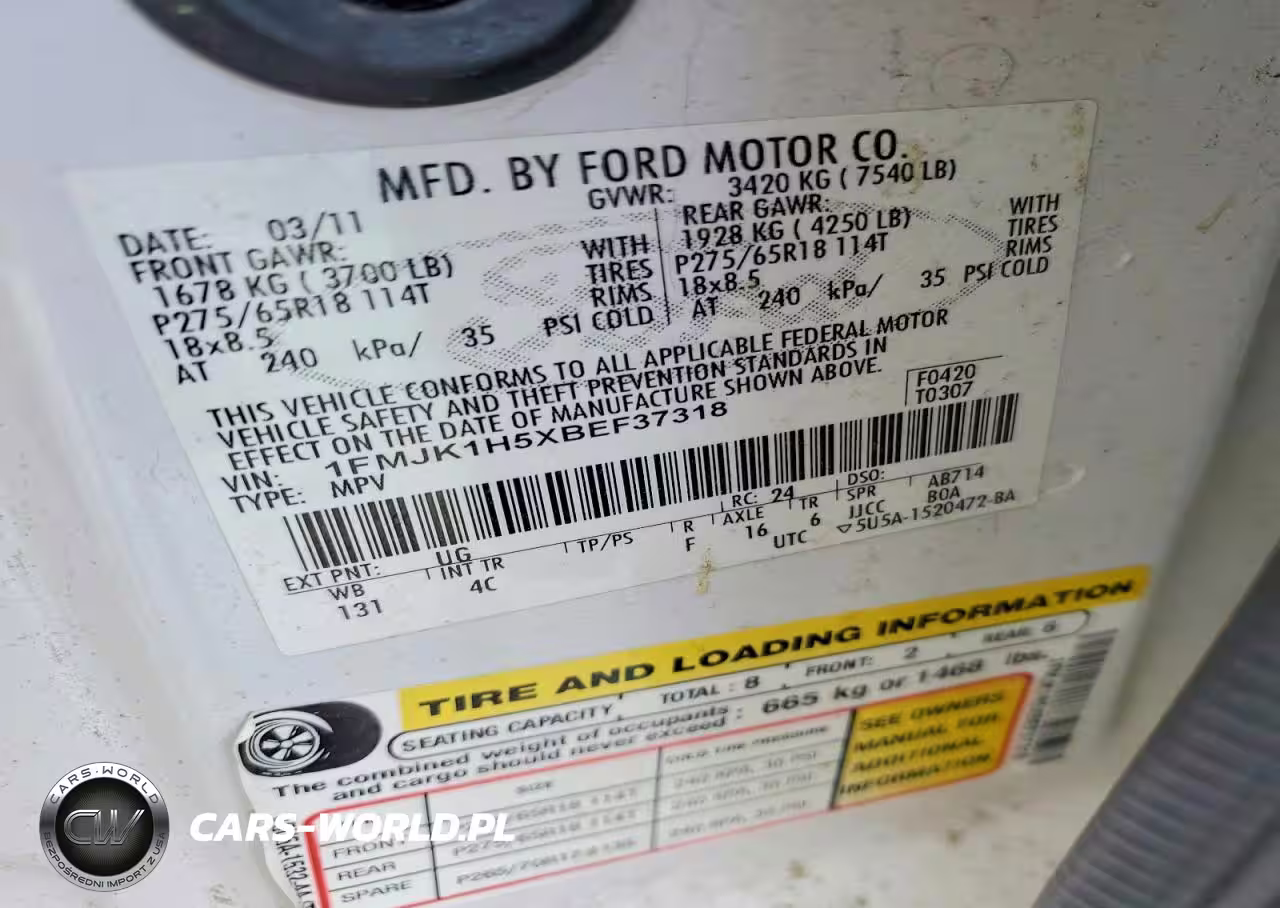 MFD. BY FORD MOTOR CO.
DATE: 03/11 GVWR: 3420 KG ( 7540 LB)
FRONT GAWR: REAR GAWR:
1678 KG ( 3700 LB) WITH 1928 KG ( 4250 LB) WITH
P275/65R18 114T TIRES P275/65R18 114T TIRES
18x8.5 RIMS 18x8.5 RIMS
AT 240 kPa/ 35 PSI COLD AT 240 kPa/ 35 PSI COLD
THIS VEHICLE CONFORMS TO ALL APPLICABLE FEDERAL MOTOR
VEHICLE SAFETY AND THEFT PREVENTION STANDARDS IN
EFFECT ON THE DATE OF MANUFACTURE SHOWN ABOVE.
F0420
T0307
VIN: 1FMJK1H5XBEF37318
TYPE: MPV
EXT PNT: UG RC: 24 DSO: AB714
WB INT TR TP/PS R AXLE TR SPR B0A
131 4C F 16 6 JJCC
UTC ▽5U5A-1520472-BA
TIRE AND LOADING INFORMATION
SEATING CAPACITY TOTAL : 8 FRONT: 2 REAR: 6
The combined weight of occupants
and cargo should never exceed : 665 kg or 1468 lbs.
SIZE
SEE OWNERS
MANUAL FOR
ADDITIONAL
INFORMATION
FRONT
REAR
SPARE
CARS-WORLD
CW
BEZPOŚREDNI IMPORT Z USA
CARS-WORLD.PL